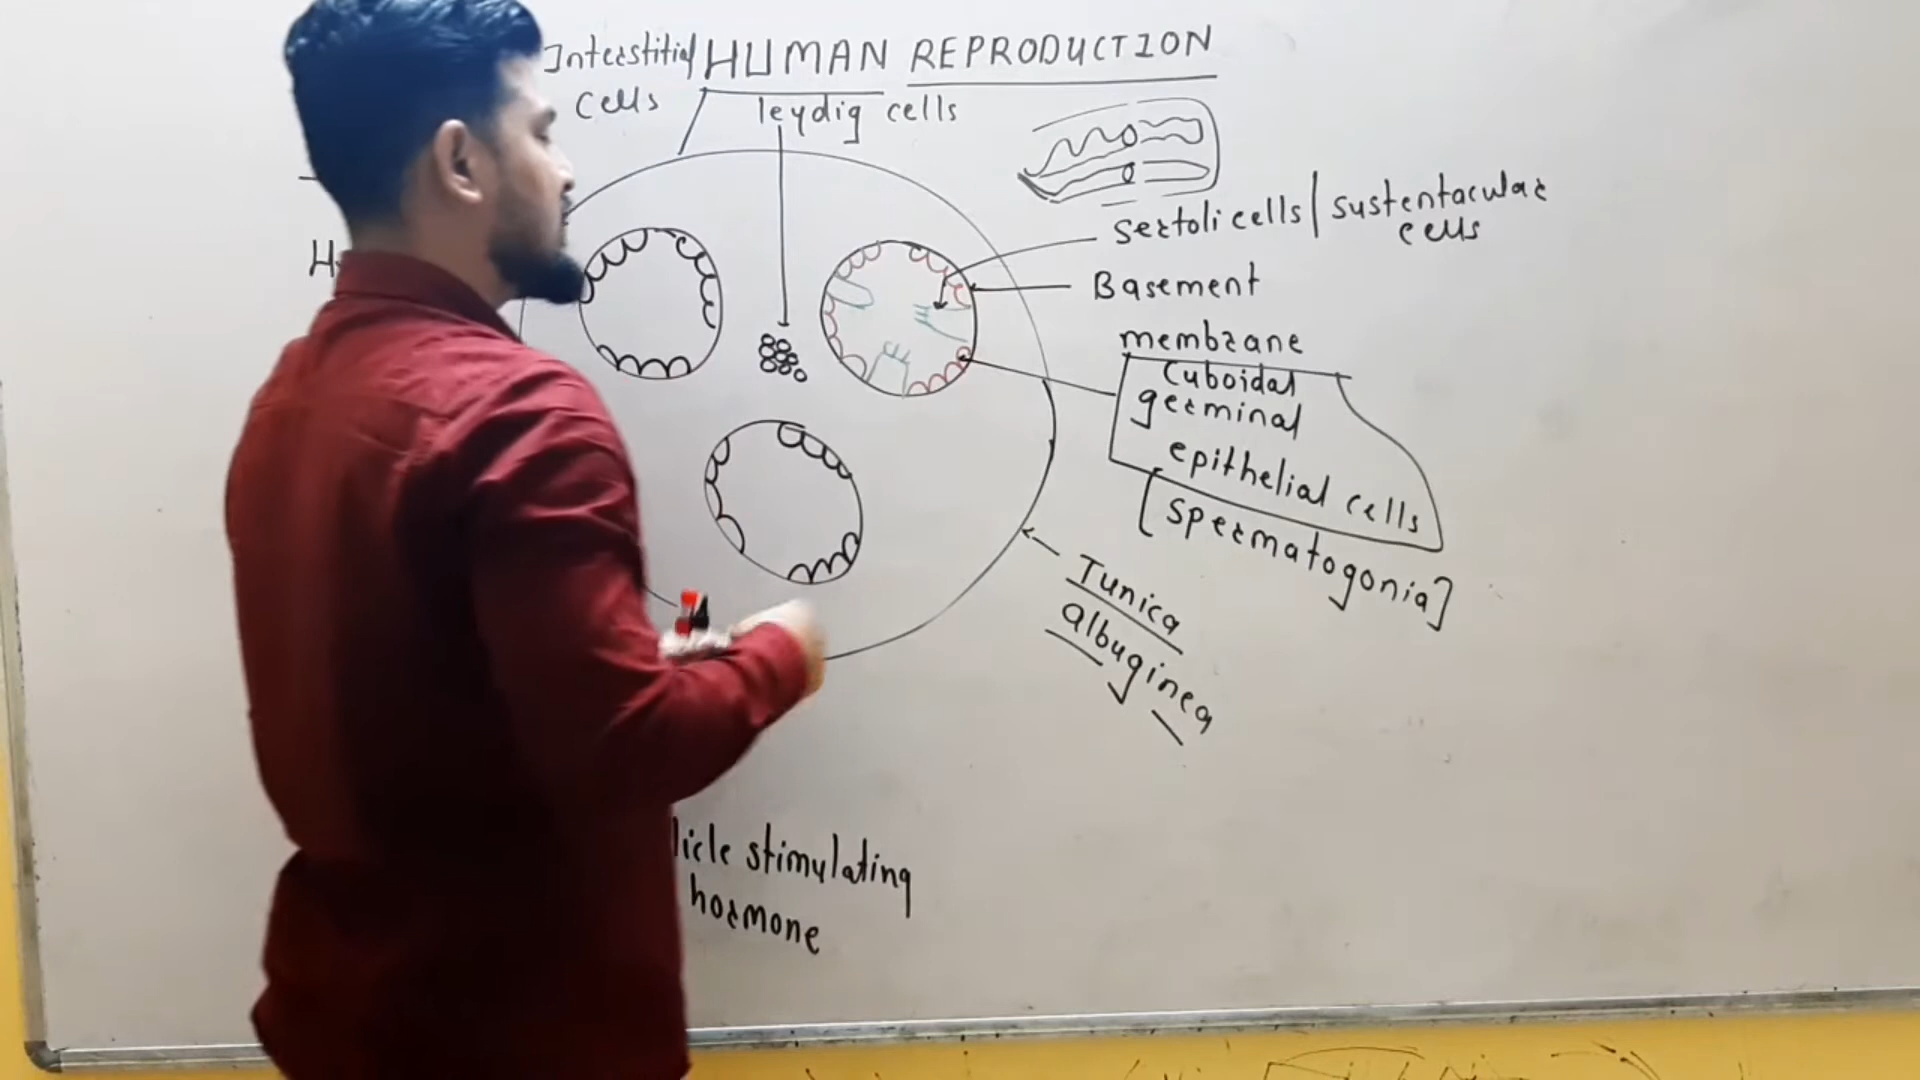 Interstitial HUMAN REPRODUCTION
cells leydig cells
Sertoli cells/sustentacular
cells
Basement
membrane
Cuboidal
germinal
epithelial cells
[Spermatogonia]
Tunica
albuginea
H
licle stimulating
hormone